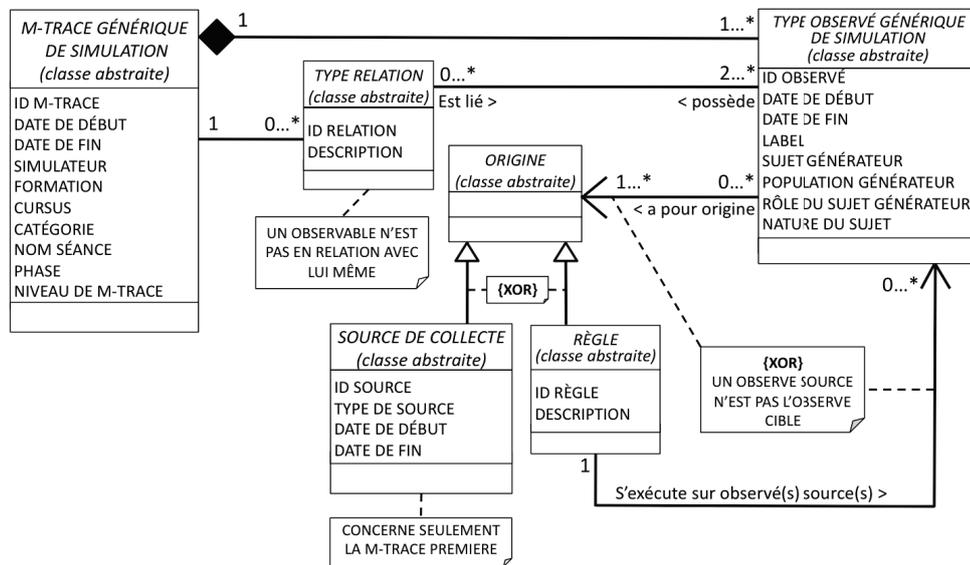 M-TRACE GÉNÉRIQUE
DE SIMULATION
(classe abstraite)
ID M-TRACE
DATE DE DÉBUT
DATE DE FIN
SIMULATEUR
FORMATION
CURSUS
CATÉGORIE
NOM SÉANCE
PHASE
NIVEAU DE M-TRACE
1
1...*
1
0...*
TYPE RELATION
(classe abstraite)
ID RELATION
DESCRIPTION
0...*
2...*
Est lié >
< possède
TYPE OBSERVÉ GÉNÉRIQUE
DE SIMULATION
(classe abstraite)
ID OBSERVÉ
DATE DE DÉBUT
DATE DE FIN
LABEL
SUJET GÉNÉRATEUR
POPULATION GÉNÉRATEUR
RÔLE DU SUJET GÉNÉRATEUR
NATURE DU SUJET
UN OBSERVABLE N'EST
PAS EN RELATION AVEC
LUI MÊME
ORIGINE
(classe abstraite)
1...*
0...*
< a pour origine
0...*
{XOR}
SOURCE DE COLLECTE
(classe abstraite)
ID SOURCE
TYPE DE SOURCE
DATE DE DÉBUT
DATE DE FIN
RÈGLE
(classe abstraite)
ID RÈGLE
DESCRIPTION
{XOR}
UN OBSERVE SOURCE
N'EST PAS L'OBSERVE
CIBLE
1
S'exécute sur observé(s) source(s) >
CONCERNE SEULEMENT
LA M-TRACE PREMIERE